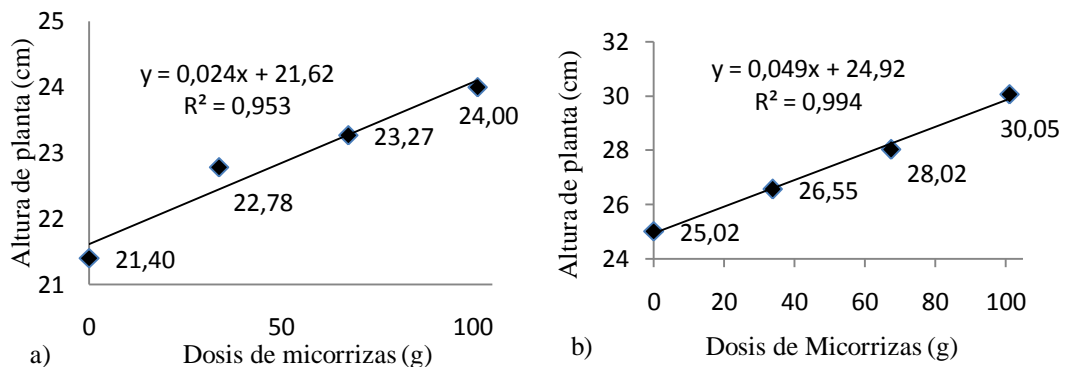 25
24
23
22
21
Altura de planta (cm)
y = 0,024x + 21,62
R² = 0,953
21,40
22,78
23,27
24,00
0
50
100
a)
Dosis de micorrizas (g)
32
30
28
26
24
Altura de planta (cm)
y = 0,049x + 24,92
R² = 0,994
25,02
26,55
28,02
30,05
0
20
40
60
80
100
b)
Dosis de Micorrizas (g)